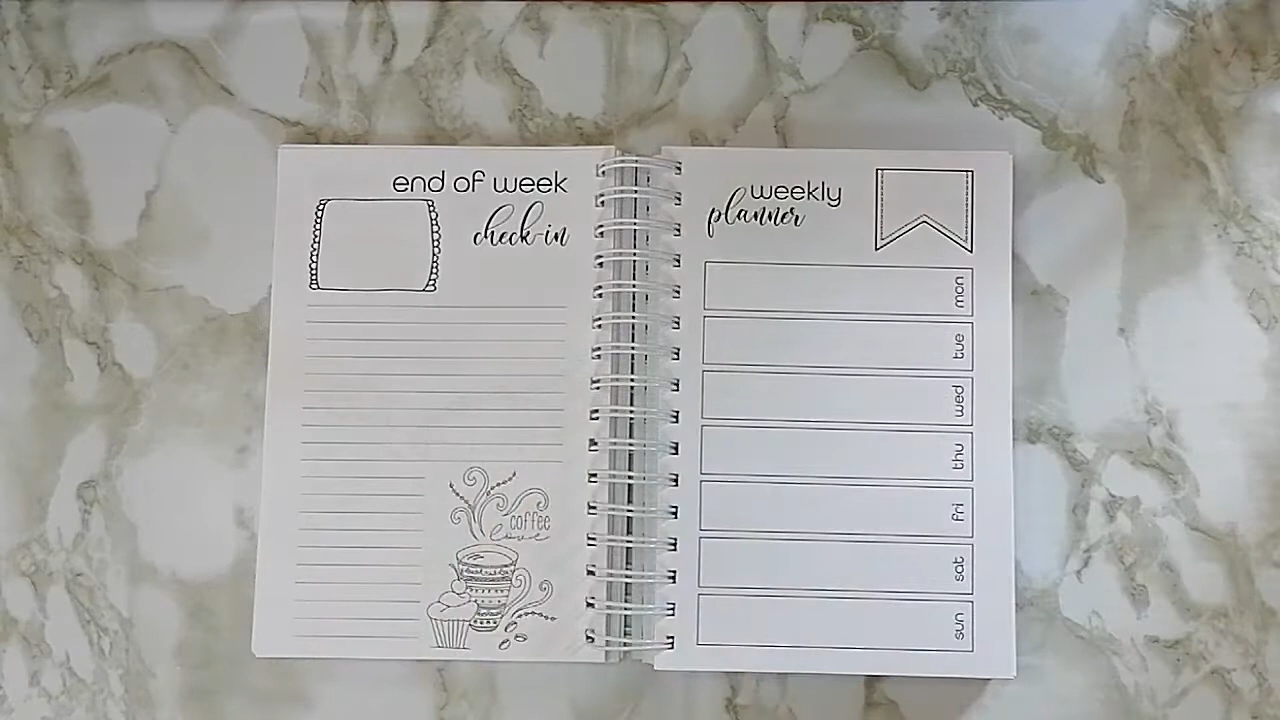 end of week
check-in
coffee
love
weekly
planner
mon
tue
wed
thu
fri
sat
sun